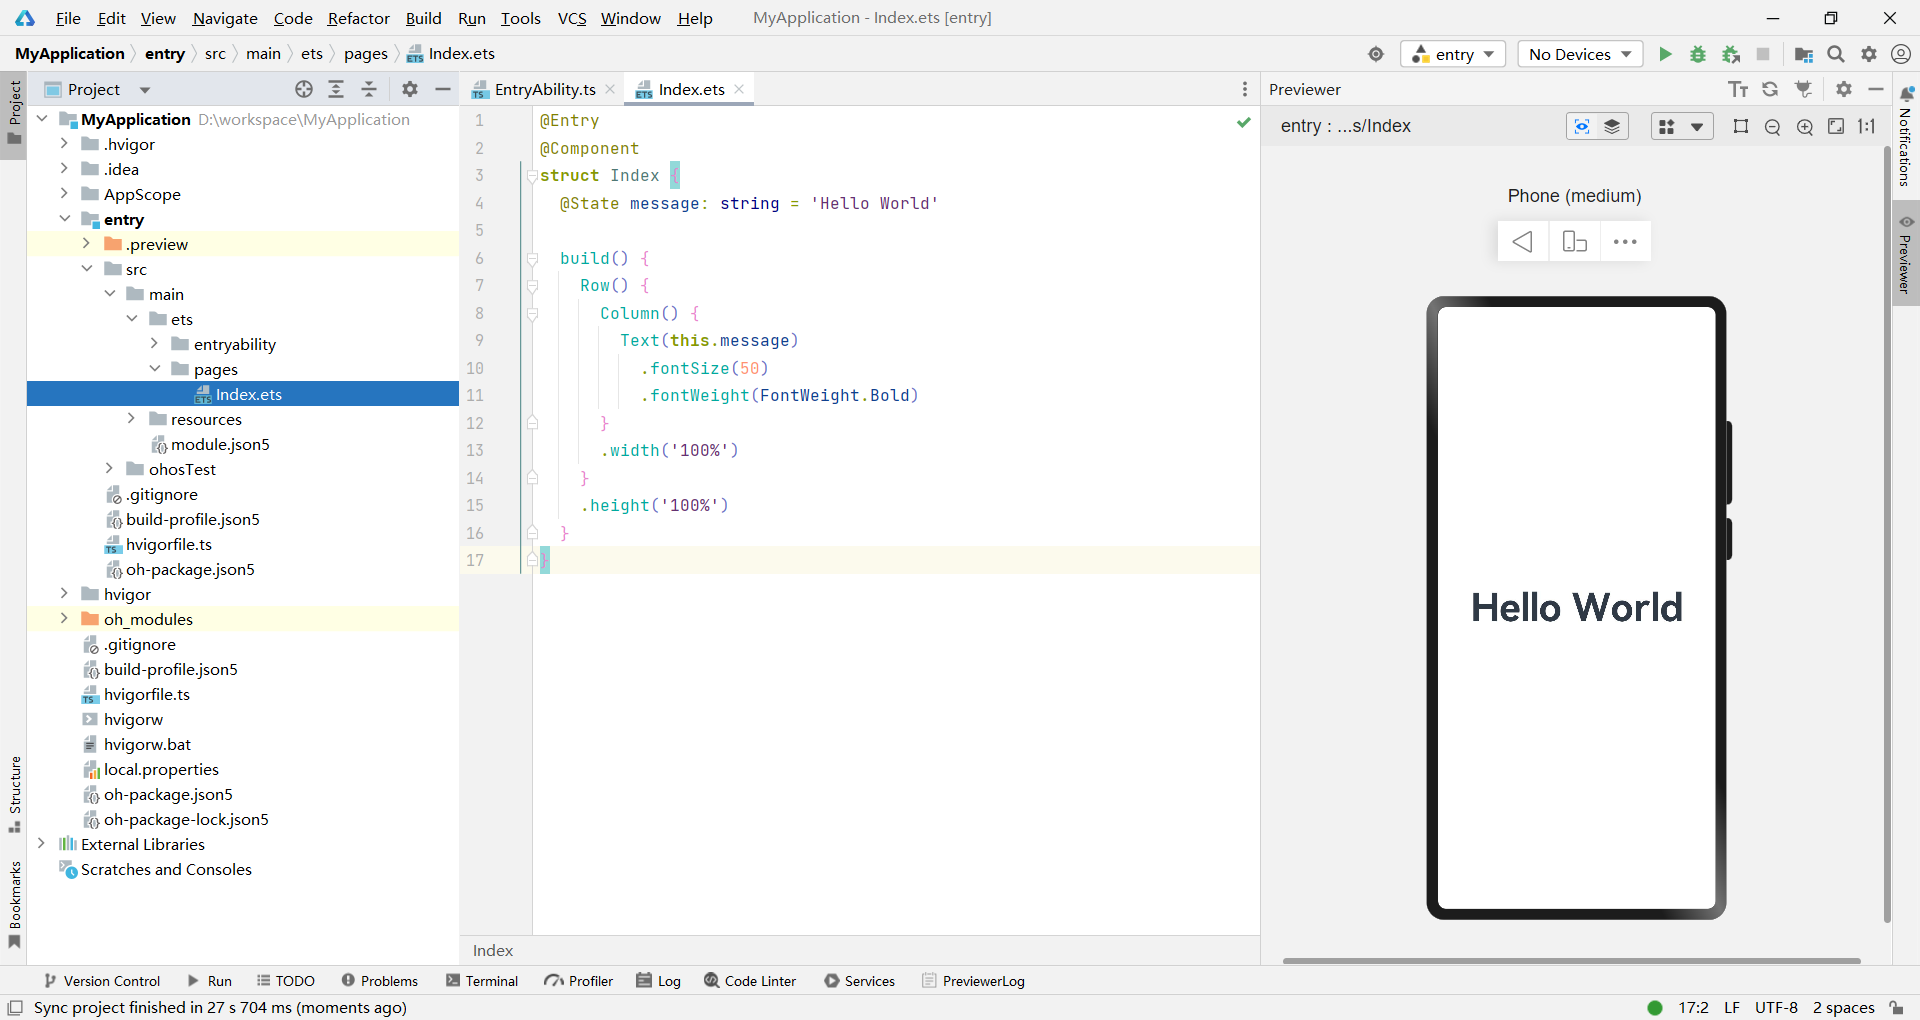 File Edit View Navigate Code Refactor Build Run Tools VCS Window Help MyApplication - Index.ets [entry]
MyApplication entry src main ets pages Index.ets
entry No Devices
Project
EntryAbility.ts Index.ets
Previewer
MyApplication D:\workspace\MyApplication
.hvigor
.idea
AppScope
entry
.preview
src
main
ets
entryability
pages
Index.ets
resources
module.json5
ohosTest
.gitignore
build-profile.json5
hvigorfile.ts
oh-package.json5
hvigor
oh_modules
.gitignore
build-profile.json5
hvigorfile.ts
hvigorw
hvigorw.bat
local.properties
oh-package.json5
oh-package-lock.json5
External Libraries
Scratches and Consoles
Project
Structure
Bookmarks
1 @Entry
2 @Component
3 struct Index {
4 @State message: string = 'Hello World'
5
6 build() {
7 Row() {
8 Column() {
9 Text(this.message)
10 .fontSize(50)
11 .fontWeight(FontWeight.Bold)
12 }
13 .width('100%')
14 }
15 .height('100%')
16 }
17 }
Index
entry : ...s/Index
1:1
Phone (medium)
Hello World
Notifications
Previewer
Version Control Run TODO Problems Terminal Profiler Log Code Linter Services PreviewerLog
Sync project finished in 27 s 704 ms (moments ago) 17:2 LF UTF-8 2 spaces